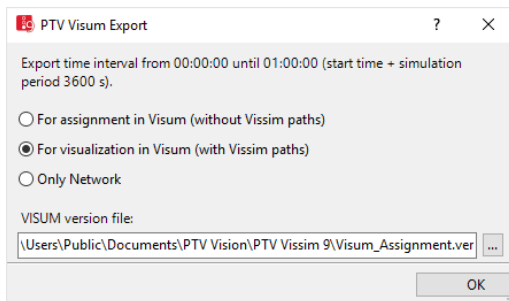 PTV Visum Export
?
Export time interval from 00:00:00 until 01:00:00 (start time + simulation
period 3600 s).
For assignment in Visum (without Vissim paths)
For visualization in Visum (with Vissim paths)
Only Network
VISUM version file:
\Users\Public\Documents\PTV Vision\PTV Vissim 9\Visum_Assignment.ver
...
OK